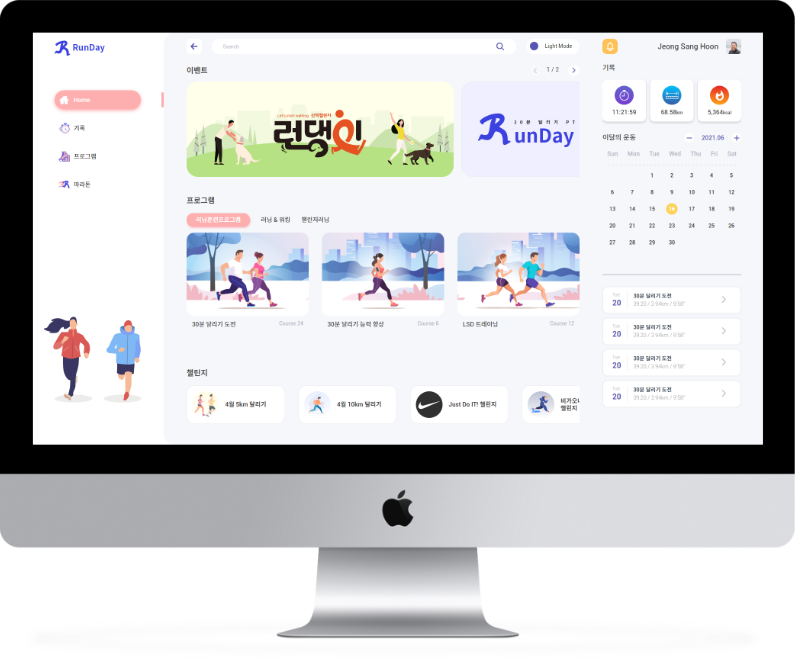 RunDay
Home
기록
프로그램
마라톤
Search
Light Mode
이벤트
1 / 2
런댕이
30분 달리기 PT
RunDay
프로그램
러닝훈련프로그램
러닝 & 워킹
챌린지러닝
30분 달리기 도전
Course 24
30분 달리기 능력 향상
Course 8
LSD 트레이닝
Course 12
챌린지
4월 5km 달리기
4월 10km 달리기
Just Do IT! 챌린지
챌린지
Jeong Sang Hoon
기록
11:21:59
68.58km
5,364kcal
이달의 운동
2021.06
Sun Mon Tue Wed Thu Fri Sat
1 2 3 4 5
6 7 8 9 10 11 12
13 14 15 16 17 18 19
20 21 22 23 24 25 26
27 28 29 30
20
30분 달리기 도전
20
30분 달리기 도전
20
30분 달리기 도전
20
30분 달리기 도전